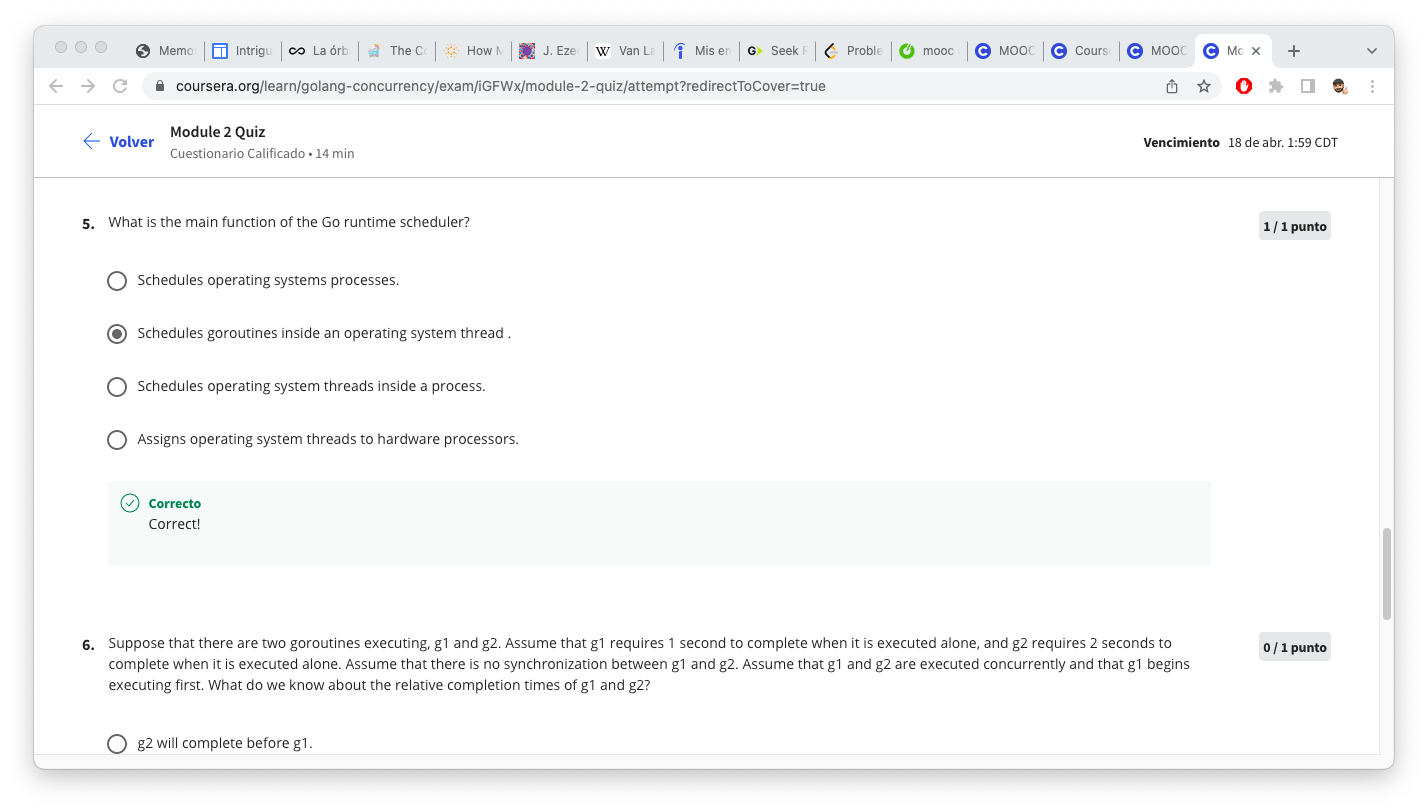 Memo
Intrigu
La órb
The Co
How M
J. Ezec
W
Van La
Mis en
G
Seek F
Proble
mooc
MOOC
Cours
MOOC
Mo
coursera.org/learn/golang-concurrency/exam/iGFWx/module-2-quiz/attempt?redirectToCover=true
Volver
Module 2 Quiz
Cuestionario Calificado • 14 min
Vencimiento 18 de abr. 1:59 CDT
5. What is the main function of the Go runtime scheduler?
1 / 1 punto
Schedules operating systems processes.
Schedules goroutines inside an operating system thread .
Schedules operating system threads inside a process.
Assigns operating system threads to hardware processors.
Correcto
Correct!
6. Suppose that there are two goroutines executing, g1 and g2. Assume that g1 requires 1 second to complete when it is executed alone, and g2 requires 2 seconds to
0 / 1 punto
complete when it is executed alone. Assume that there is no synchronization between g1 and g2. Assume that g1 and g2 are executed concurrently and that g1 begins
executing first. What do we know about the relative completion times of g1 and g2?
g2 will complete before g1.